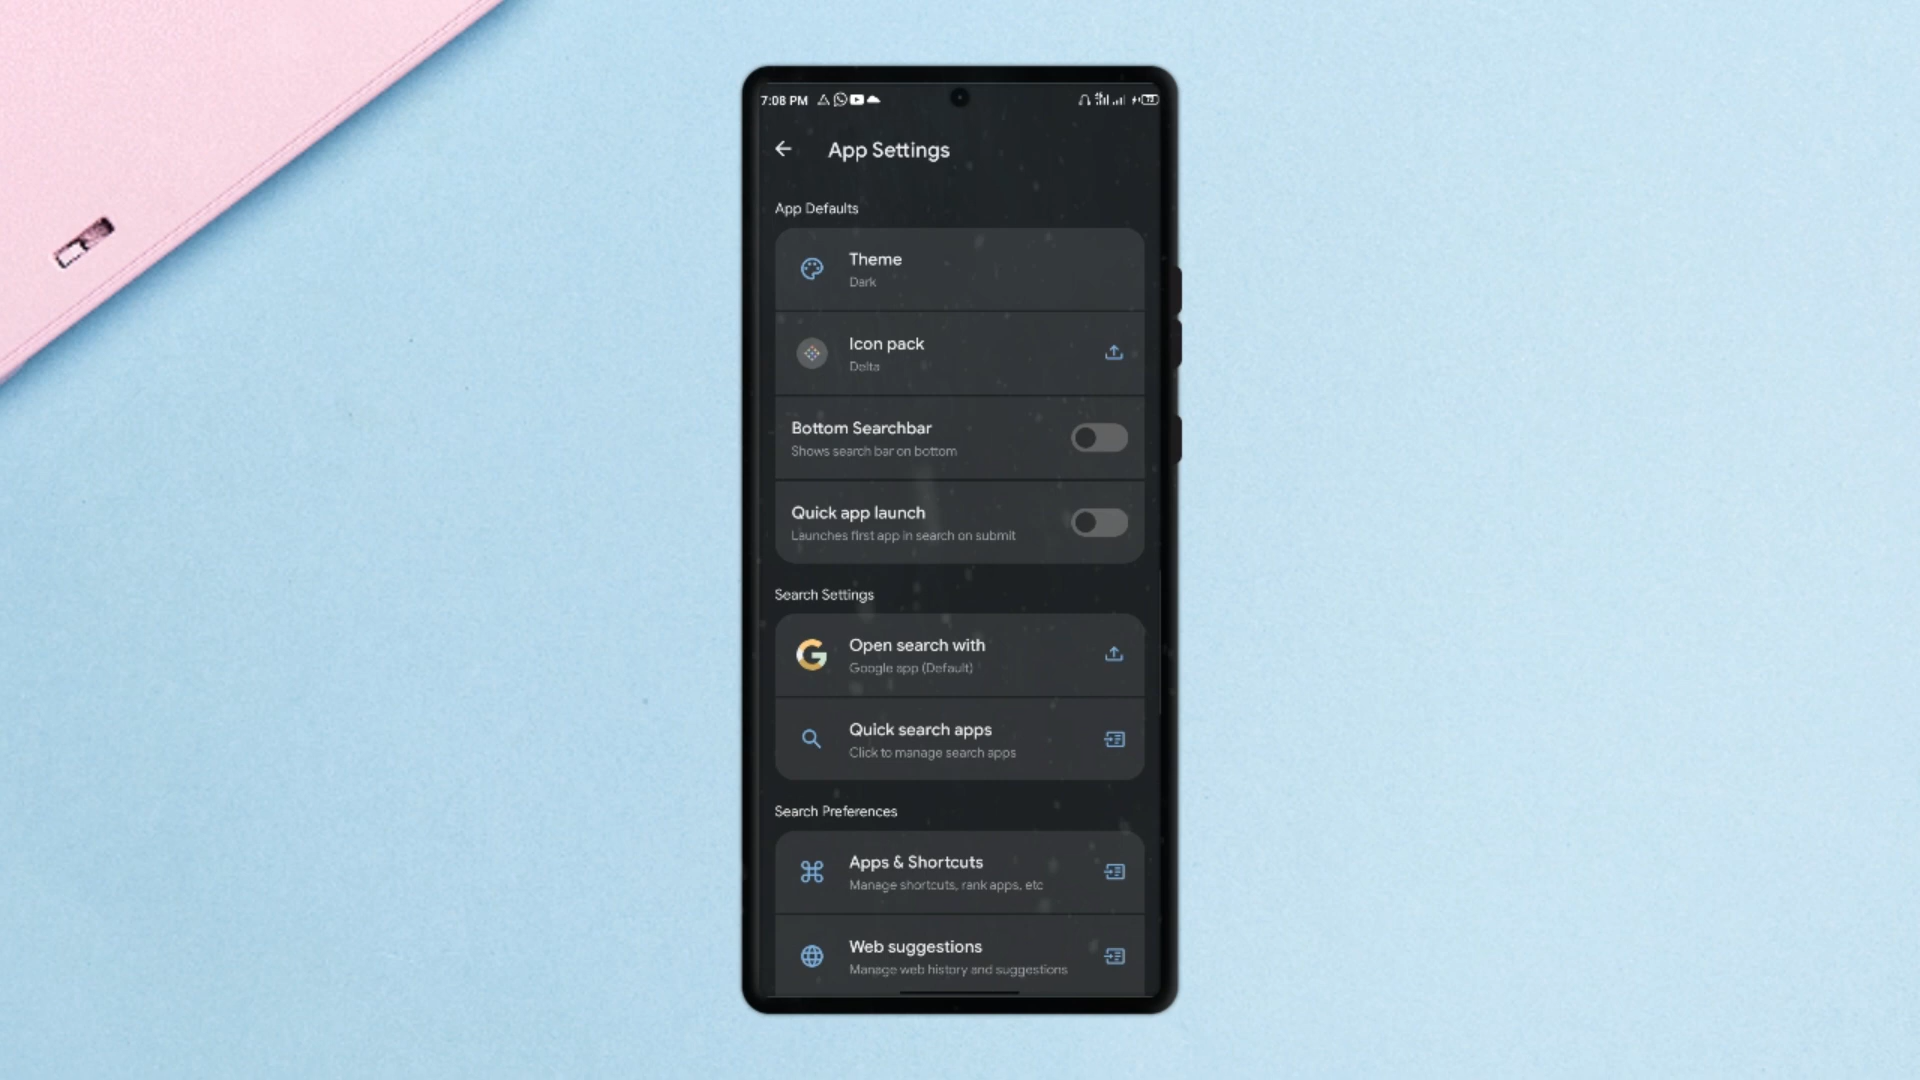 7:08 PM
App Settings
App Defaults
Theme
Dark
Icon pack
Delta
Bottom Searchbar
Shows search bar on bottom
Quick app launch
Launches first app in search on submit
Search Settings
Open search with
Google app (Default)
Quick search apps
Click to manage search apps
Search Preferences
Apps & Shortcuts
Manage shortcuts, rank apps, etc
Web suggestions
Manage web history and suggestions